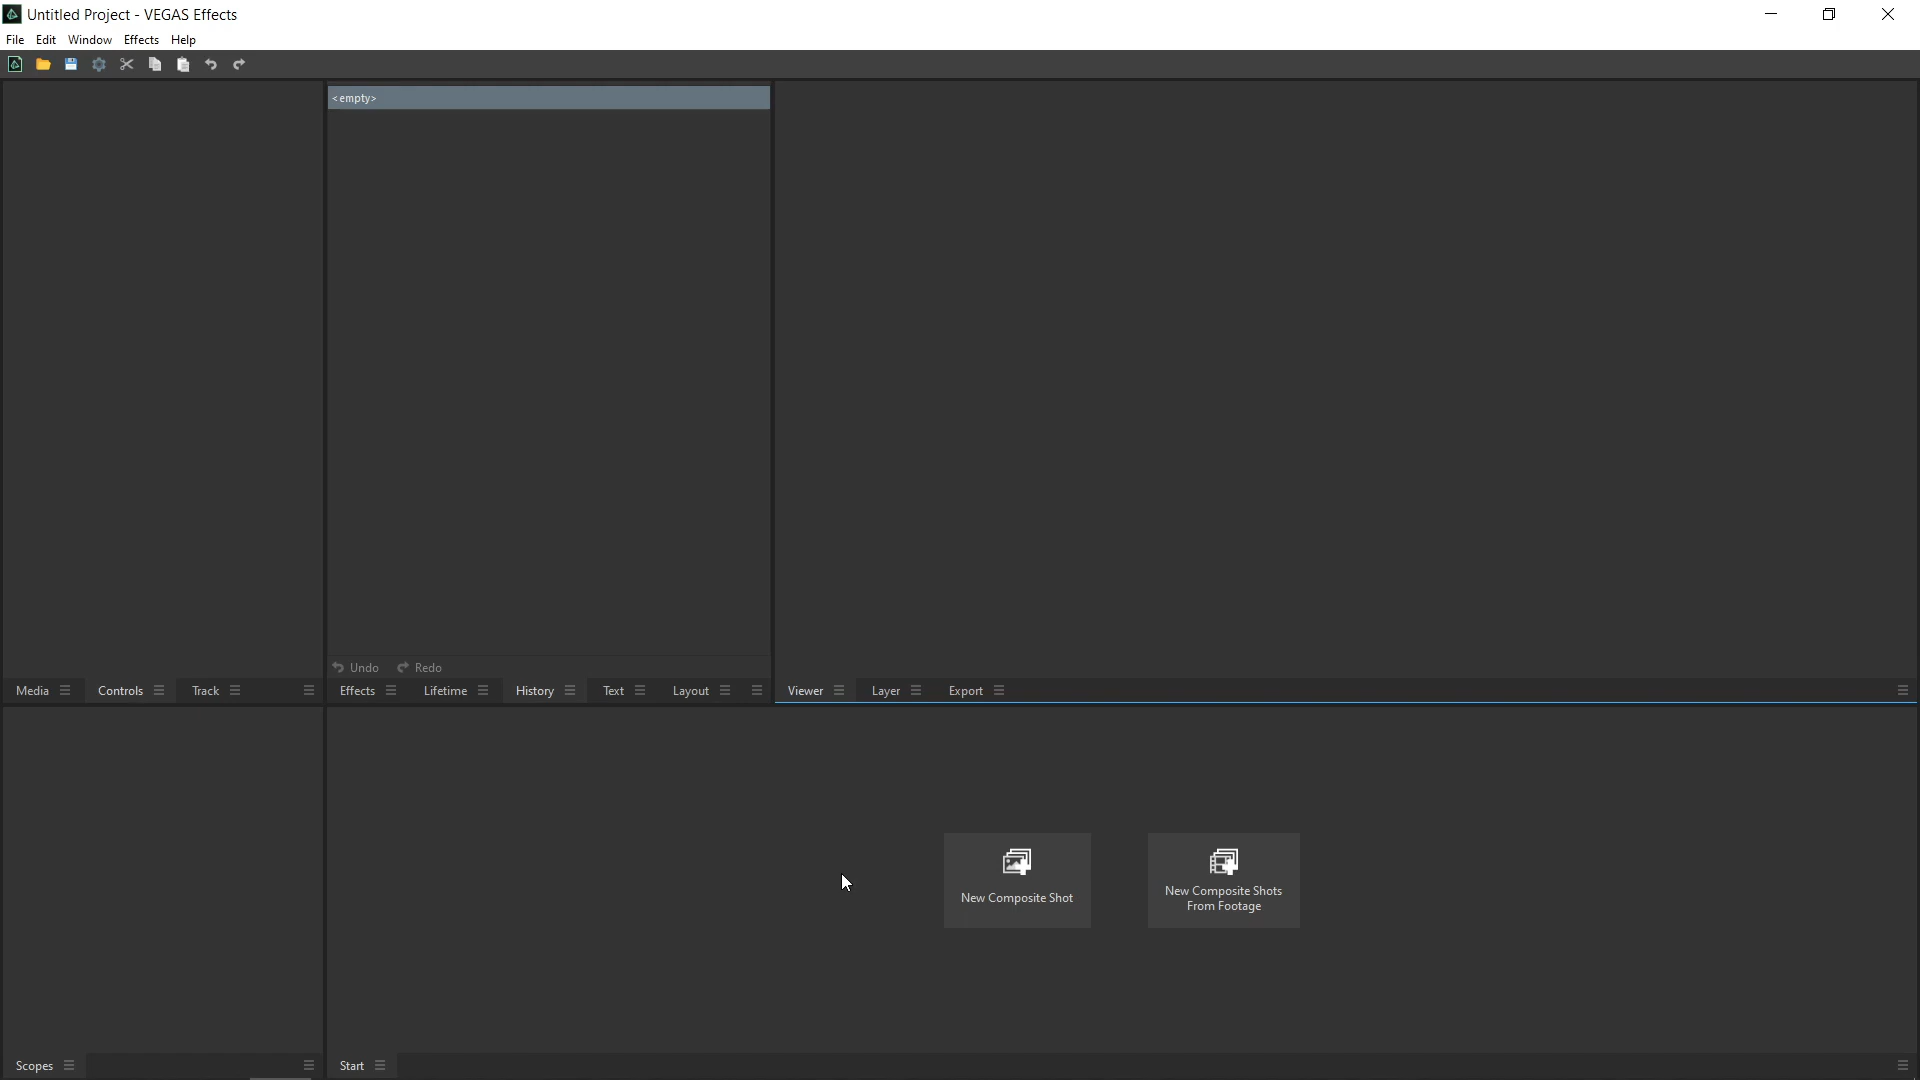 Untitled Project - VEGAS Effects
File Edit Window Effects Help
<empty>
Undo Redo
Media Controls Track Effects Lifetime History Text Layout Viewer Layer Export
New Composite Shot
New Composite Shots
From Footage
Scopes Start